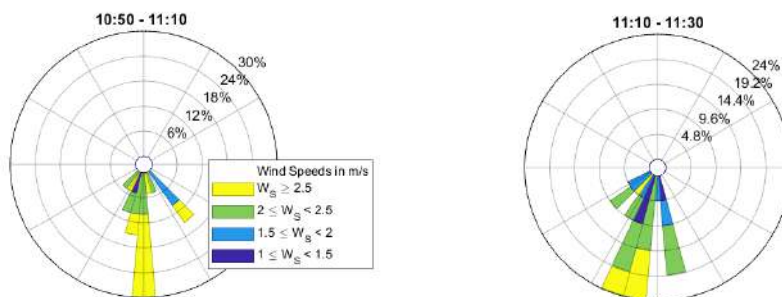 10:50 - 11:10
30%
24%
18%
12%
6%
Wind Speeds in m/s
W_S ≥ 2.5
2 ≤ W_S < 2.5
1.5 ≤ W_S < 2
1 ≤ W_S < 1.5
11:10 - 11:30
24%
19.2%
14.4%
9.6%
4.8%